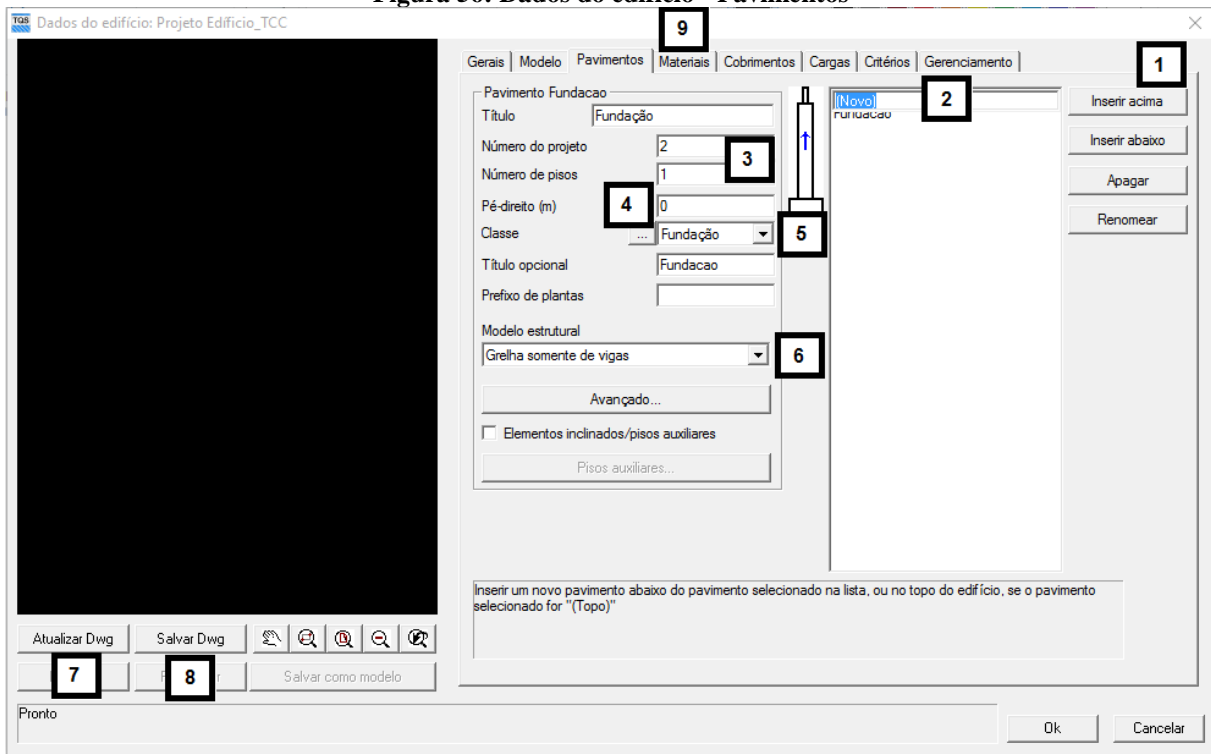 Figura 30: Dados do edifício - Pavimentos
TQS Dados do edifício: Projeto Edifício_TCC
9
Gerais Modelo Pavimentos Materiais Cobrimentos Cargas Critérios Gerenciamento
1
Pavimento Fundacao
Título Fundação
Número do projeto 2
3
Número de pisos 1
Pé-direito (m) 0
4
Classe ... Fundação
5
Título opcional Fundacao
Prefixo de plantas
Modelo estrutural
Grelha somente de vigas
6
Avançado...
Elementos inclinados/pisos auxiliares
Pisos auxiliares...
(Novo)
2
Fundacao
Inserir acima
Inserir abaixo
Apagar
Renomear
Inserir um novo pavimento abaixo do pavimento selecionado na lista, ou no topo do edifício, se o pavimento
selecionado for "(Topo)"
Atualizar Dwg Salvar Dwg
7
8
Salvar como modelo
Pronto
Ok Cancelar